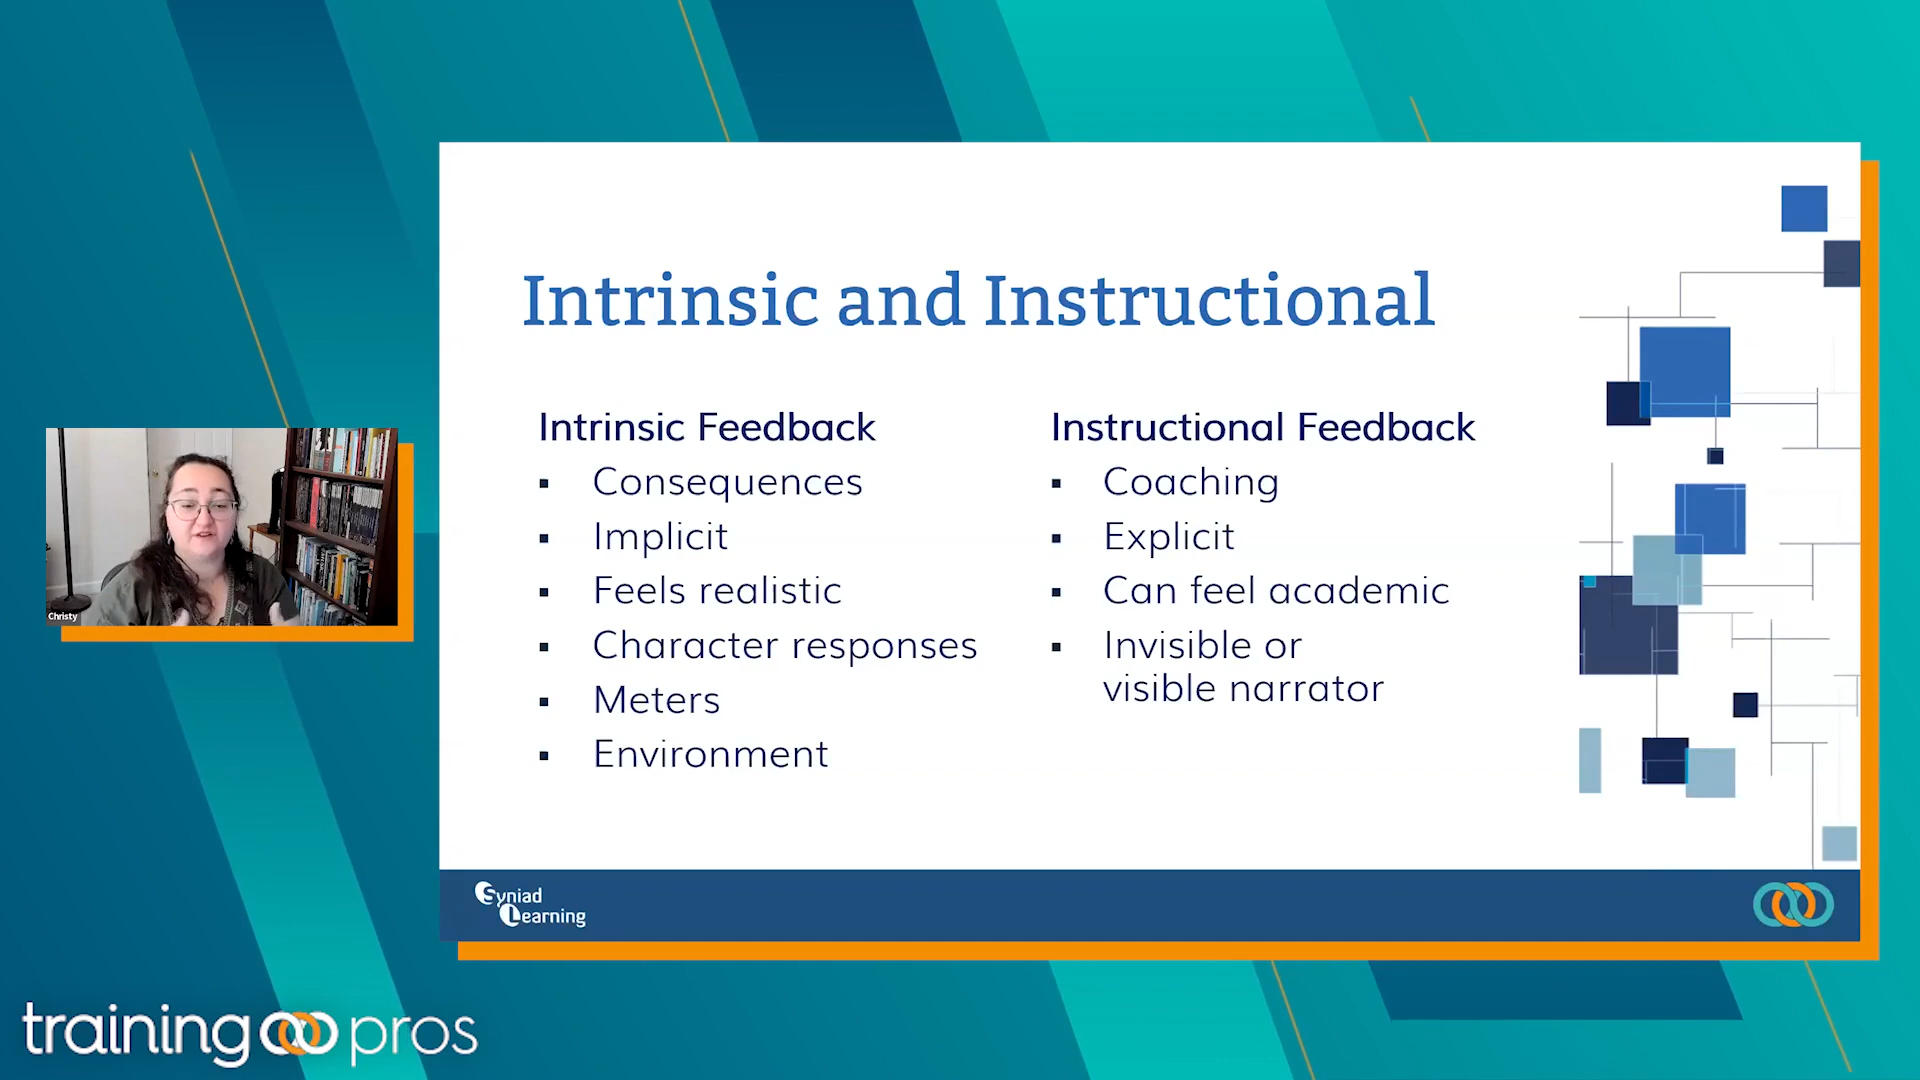 Intrinsic and Instructional
Intrinsic Feedback
▪ Consequences
▪ Implicit
▪ Feels realistic
▪ Character responses
▪ Meters
▪ Environment
Instructional Feedback
▪ Coaching
▪ Explicit
▪ Can feel academic
▪ Invisible or
visible narrator
Christy
Syniad
Learning
training pros